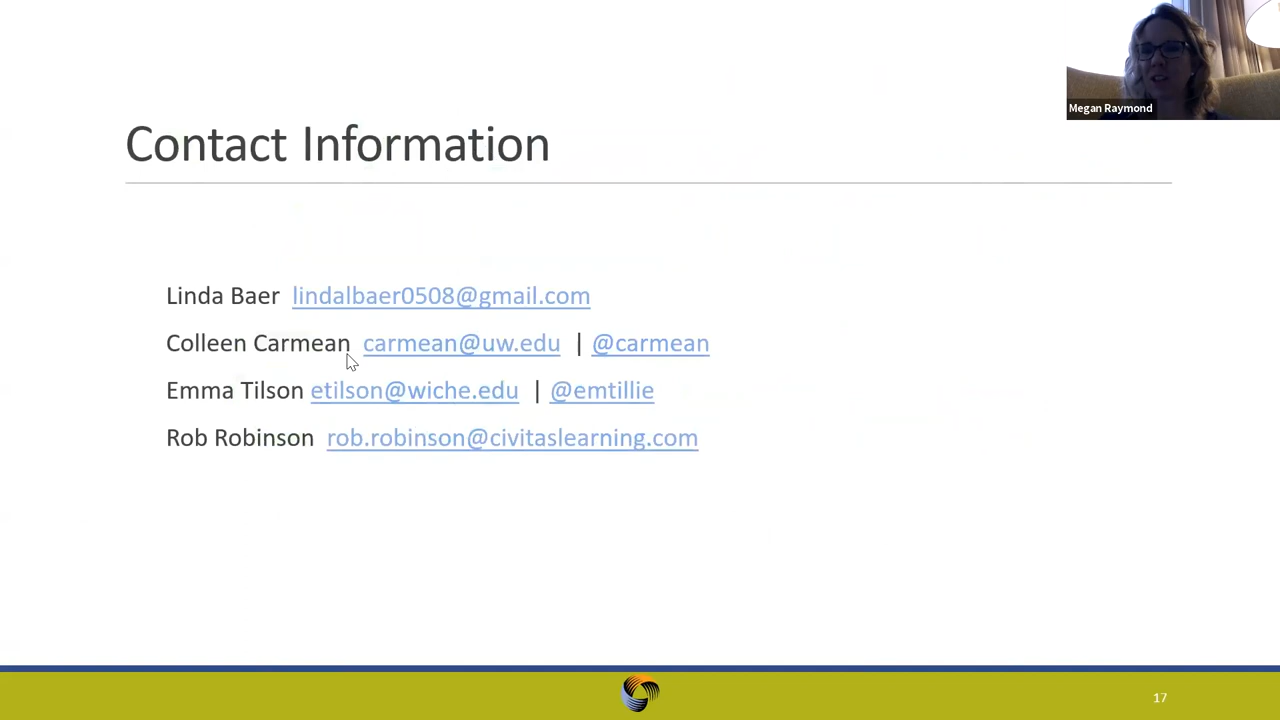 Megan Raymond
Contact Information
Linda Baer lindalbaer0508@gmail.com
Colleen Carmean carmean@uw.edu | @carmean
Emma Tilson etilson@wiche.edu | @emtillie
Rob Robinson rob.robinson@civitaslearning.com
17